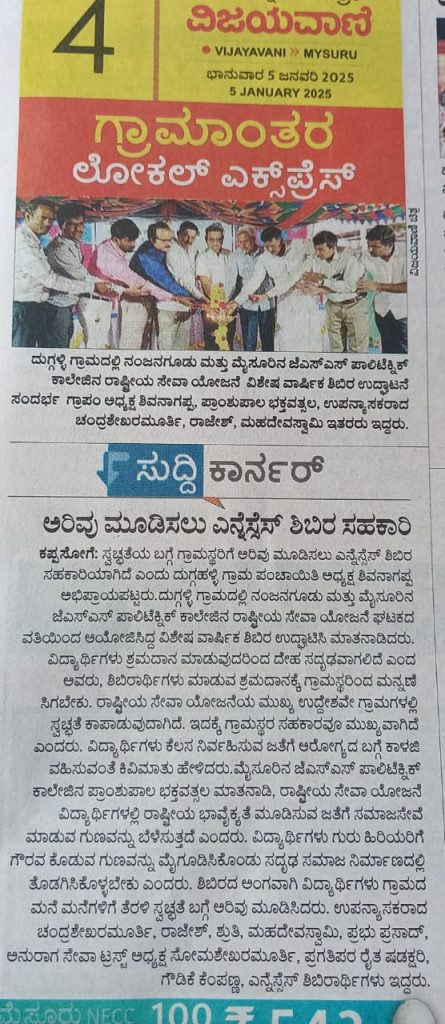 4
ವಿಜಯವಾಣಿ
• VIJAYAVANI » MYSURU
ಭಾನುವಾರ 5 ಜನವರಿ 2025
5 JANUARY 2025
ಗ್ರಾಮಾಂತರ
ಲೋಕಲ್ ಎಕ್ಸ್‌ಪ್ರೆಸ್
ವಿಜಯವಾಣಿ ಚಿತ್ರ
ದುಗ್ಗಳ್ಳಿ ಗ್ರಾಮದಲ್ಲಿ ನಂಜನಗೂಡು ಮತ್ತು ಮೈಸೂರಿನ ಜೆಎಸ್ಎಸ್ ಪಾಲಿಟೆಕ್ನಿಕ್
ಕಾಲೇಜಿನ ರಾಷ್ಟ್ರೀಯ ಸೇವಾ ಯೋಜನೆ ವಿಶೇಷ ವಾರ್ಷಿಕ ಶಿಬಿರ ಉದ್ಘಾಟನೆ
ಸಂದರ್ಭ ಗ್ರಾಪಂ ಅಧ್ಯಕ್ಷ ಶಿವನಾಗಪ್ಪ, ಪ್ರಾಂಶುಪಾಲ ಭಕ್ತವತ್ಸಲ, ಉಪನ್ಯಾಸಕರಾದ
ಚಂದ್ರಶೇಖರಮೂರ್ತಿ, ರಾಜೇಶ್, ಮಹದೇವಸ್ವಾಮಿ ಇತರರು ಇದ್ದರು.
ಸುದ್ದಿ ಕಾರ್ನರ್
ಅರಿವು ಮೂಡಿಸಲು ಎನ್ನೆಸ್ಸೆಸ್ ಶಿಬಿರ ಸಹಕಾರಿ
ಕಪ್ಪಸೋಗೆ: ಸ್ವಚ್ಛತೆಯ ಬಗ್ಗೆ ಗ್ರಾಮಸ್ಥರಿಗೆ ಅರಿವು ಮೂಡಿಸಲು ಎನ್ನೆಸ್ಸೆಸ್ ಶಿಬಿರ
ಸಹಕಾರಿಯಾಗಿದೆ ಎಂದು ದುಗ್ಗಹಳ್ಳಿ ಗ್ರಾಮ ಪಂಚಾಯಿತಿ ಅಧ್ಯಕ್ಷ ಶಿವನಾಗಪ್ಪ
ಅಭಿಪ್ರಾಯಪಟ್ಟರು.ದುಗ್ಗಳ್ಳಿ ಗ್ರಾಮದಲ್ಲಿ ನಂಜನಗೂಡು ಮತ್ತು ಮೈಸೂರಿನ
ಜೆಎಸ್ಎಸ್ ಪಾಲಿಟೆಕ್ನಿಕ್ ಕಾಲೇಜಿನ ರಾಷ್ಟ್ರೀಯ ಸೇವಾ ಯೋಜನೆ ಘಟಕದ
ವತಿಯಿಂದ ಆಯೋಜಿಸಿದ್ದ ವಿಶೇಷ ವಾರ್ಷಿಕ ಶಿಬಿರ ಉದ್ಘಾಟಿಸಿ ಮಾತನಾಡಿದರು.
ವಿದ್ಯಾರ್ಥಿಗಳು ಶ್ರಮದಾನ ಮಾಡುವುದರಿಂದ ದೇಹ ಸದೃಢವಾಗಲಿದೆ ಎಂದ
ಅವರು, ಶಿಬಿರಾರ್ಥಿಗಳು ಮಾಡುವ ಶ್ರಮದಾನಕ್ಕೆ ಗ್ರಾಮಸ್ಥರಿಂದ ಮನ್ನಣೆ
ಸಿಗಬೇಕು. ರಾಷ್ಟ್ರೀಯ ಸೇವಾ ಯೋಜನೆಯ ಮುಖ್ಯ ಉದ್ದೇಶವೇ ಗ್ರಾಮಗಳಲ್ಲಿ
ಸ್ವಚ್ಛತೆ ಕಾಪಾಡುವುದಾಗಿದೆ. ಇದಕ್ಕೆ ಗ್ರಾಮಸ್ಥರ ಸಹಕಾರವೂ ಮುಖ್ಯವಾಗಿದೆ
ಎಂದರು. ವಿದ್ಯಾರ್ಥಿಗಳು ಕೆಲಸ ನಿರ್ವಹಿಸುವ ಜತೆಗೆ ಆರೋಗ್ಯದ ಬಗ್ಗೆ ಕಾಳಜಿ
ವಹಿಸುವಂತೆ ಕಿವಿಮಾತು ಹೇಳಿದರು.ಮೈಸೂರಿನ ಜೆಎಸ್ಎಸ್ ಪಾಲಿಟೆಕ್ನಿಕ್
ಕಾಲೇಜಿನ ಪ್ರಾಂಶುಪಾಲ ಭಕ್ತವತ್ಸಲ ಮಾತನಾಡಿ, ರಾಷ್ಟ್ರೀಯ ಸೇವಾ ಯೋಜನೆ
ವಿದ್ಯಾರ್ಥಿಗಳಲ್ಲಿ ರಾಷ್ಟ್ರೀಯ ಭಾವೈಕ್ಯತೆ ಮೂಡಿಸುವ ಜತೆಗೆ ಸಮಾಜಸೇವೆ
ಮಾಡುವ ಗುಣವನ್ನು ಬೆಳೆಸುತ್ತದೆ ಎಂದರು. ವಿದ್ಯಾರ್ಥಿಗಳು ಗುರು ಹಿರಿಯರಿಗೆ
ಗೌರವ ಕೊಡುವ ಗುಣವನ್ನು ಮೈಗೂಡಿಸಿಕೊಂಡು ಸದೃಢ ಸಮಾಜ ನಿರ್ಮಾಣದಲ್ಲಿ
ತೊಡಗಿಸಿಕೊಳ್ಳಬೇಕು ಎಂದರು. ಶಿಬಿರದ ಅಂಗವಾಗಿ ವಿದ್ಯಾರ್ಥಿಗಳು ಗ್ರಾಮದ
ಮನೆ ಮನೆಗಳಿಗೆ ತೆರಳಿ ಸ್ವಚ್ಛತೆ ಬಗ್ಗೆ ಅರಿವು ಮೂಡಿಸಿದರು. ಉಪನ್ಯಾಸಕರಾದ
ಚಂದ್ರಶೇಖರಮೂರ್ತಿ, ರಾಜೇಶ್, ಶ್ರುತಿ, ಮಹದೇವಸ್ವಾಮಿ, ಪ್ರಭು ಪ್ರಸಾದ್,
ಅನುರಾಗ ಸೇವಾ ಟ್ರಸ್ಟ್ ಅಧ್ಯಕ್ಷ ಸೋಮಶೇಖರಮೂರ್ತಿ, ಪ್ರಗತಿಪರ ರೈತ ಷಡಕ್ಷರಿ,
ಗೌಡಿಕೆ ಕೆಂಪಣ್ಣ, ಎನ್ನೆಸ್ಸೆಸ್ ಶಿಬಿರಾರ್ಥಿಗಳು ಇದ್ದರು.
ಮೈಸೂರು NECC 100 ₹